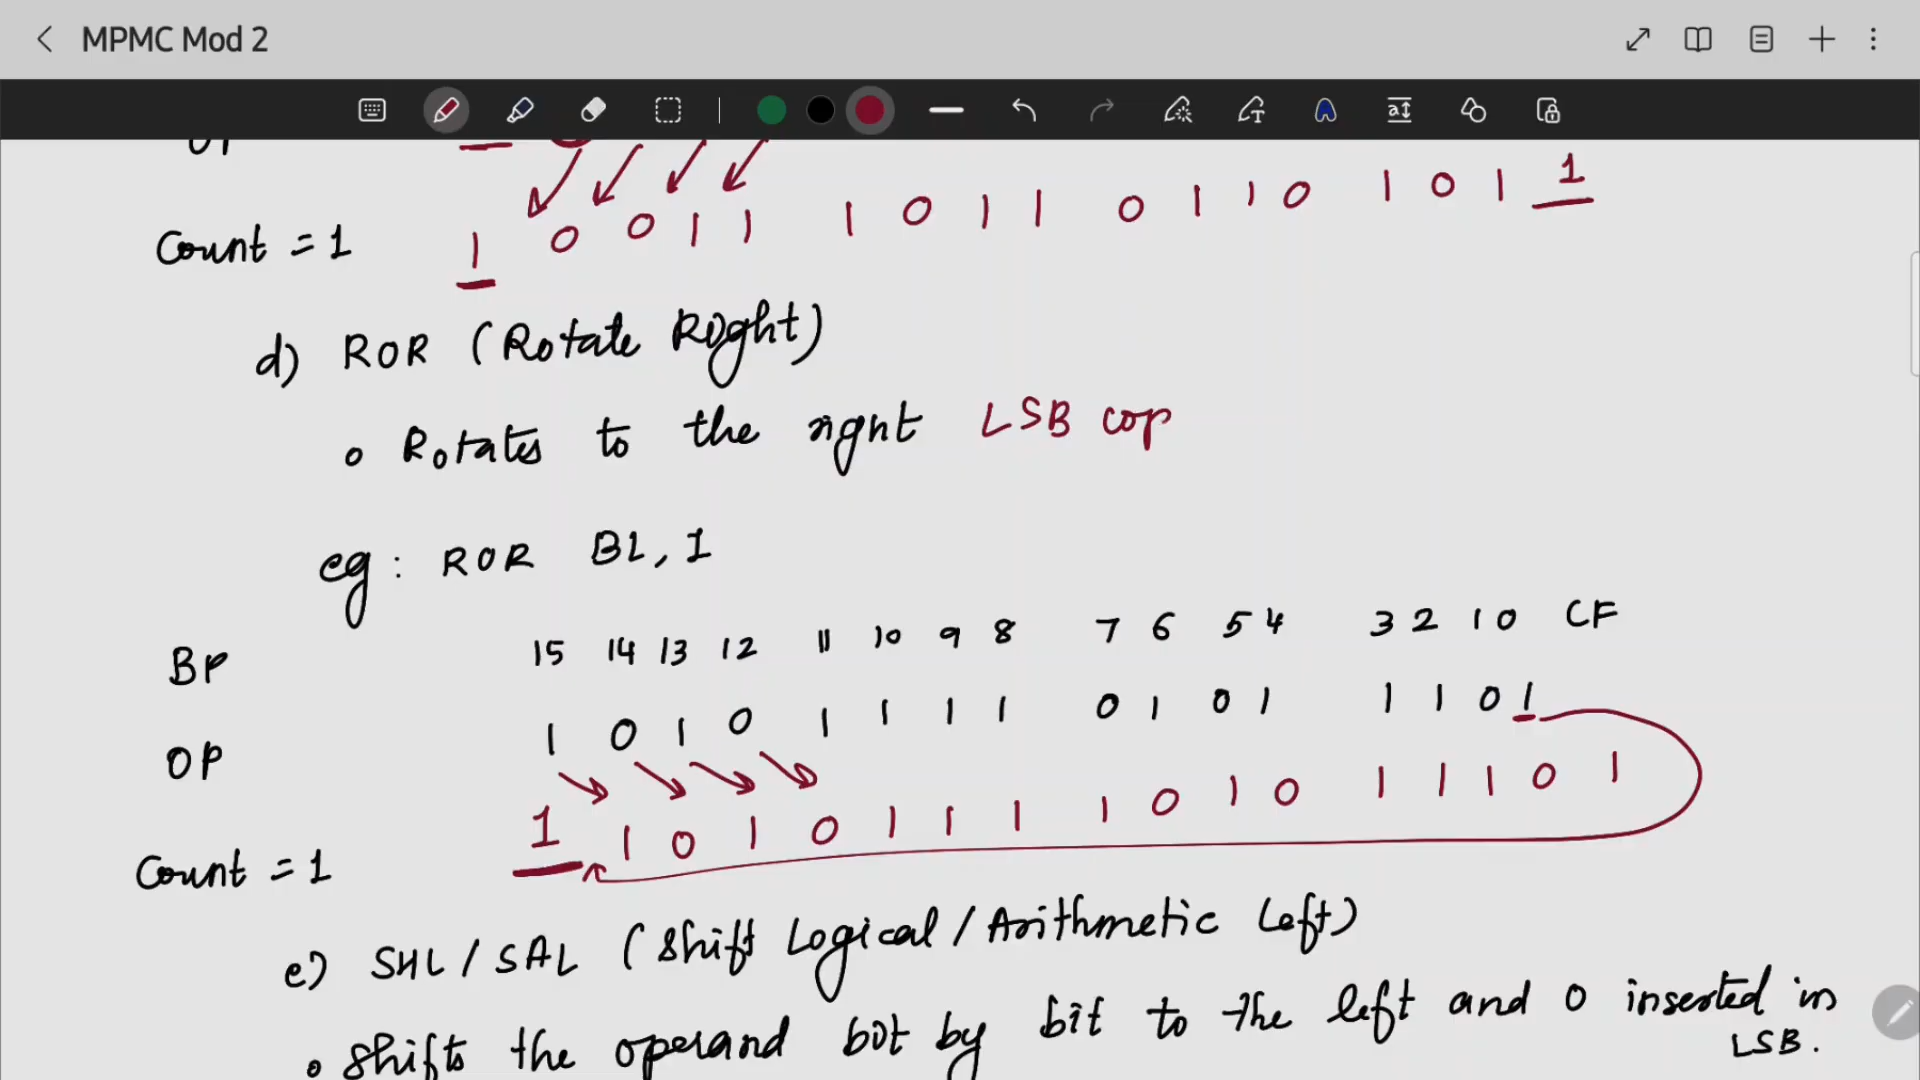 MPMC Mod 2
Count = 1 1 0 0 1 1 1 0 1 1 0 1 1 0 1 0 1 1
d) ROR (Rotate Right)
o Rotates to the right LSB cop
eg : ROR BL, 1
BP 15 14 13 12 11 10 9 8 7 6 5 4 3 2 1 0 CF
OP 1 0 1 0 1 1 1 1 0 1 0 1 1 1 0 1
Count = 1 1 1 0 1 0 1 1 1 1 0 1 0 1 1 1 0 1
e) SHL / SAL (Shift Logical / Arithmetic Left)
o Shifts the operand bit by bit to the left and 0 inserted in
LSB.